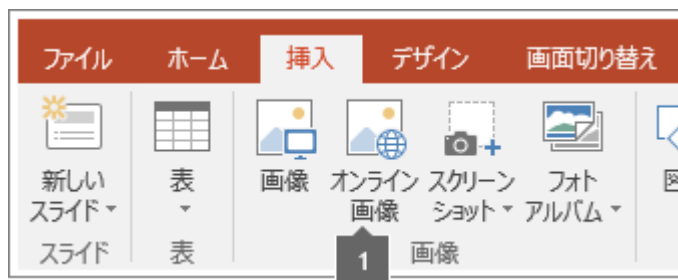 ファイル ホーム 挿入 デザイン 画面切り替え
新しい
スライド
表
画像
オンライン
画像
スクリーン
ショット
フォト
アルバム
スライド 表 画像
1